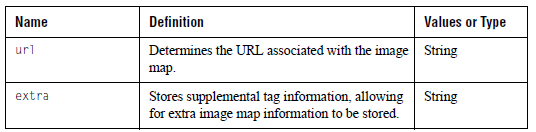 Name Definition Values or Type
url Determines the URL associated with the image String
map.
extra Stores supplemental tag information, allowing String
for extra image map information to be stored.